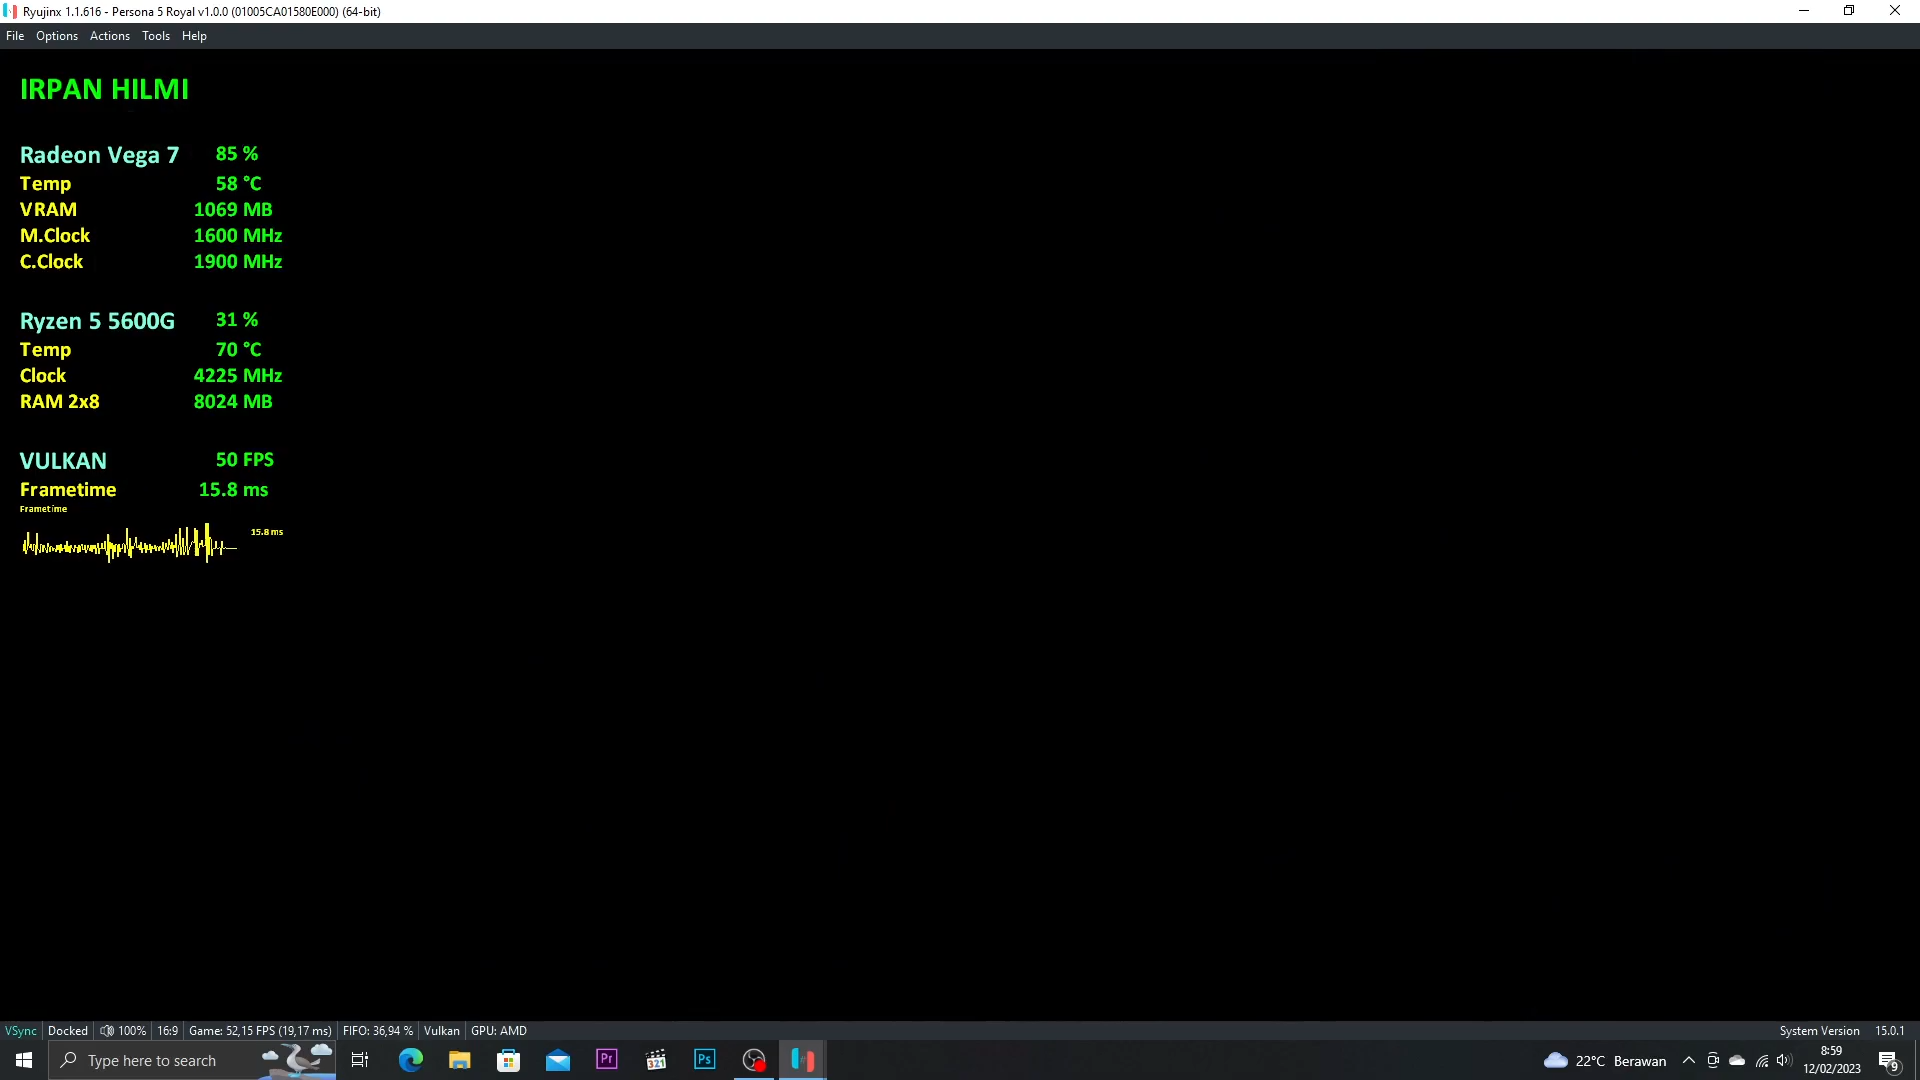 Ryujinx 1.1.616 - Persona 5 Royal v1.0.0 (01005CA01580E000) (64-bit)
File Options Actions Tools Help
IRPAN HILMI
Radeon Vega 7 85 %
Temp 58 °C
VRAM 1069 MB
M.Clock 1600 MHz
C.Clock 1900 MHz
Ryzen 5 5600G 31 %
Temp 70 °C
Clock 4225 MHz
RAM 2x8 8024 MB
VULKAN 50 FPS
Frametime 15.8 ms
Frametime
15.8 ms
VSync Docked 100% 16:9 Game: 52,15 FPS (19,17 ms) FIFO: 36,94 % Vulkan GPU: AMD System Version 15.0.1
Type here to search Pr 321 Ps 22°C Berawan 8:59
12/02/2023 9